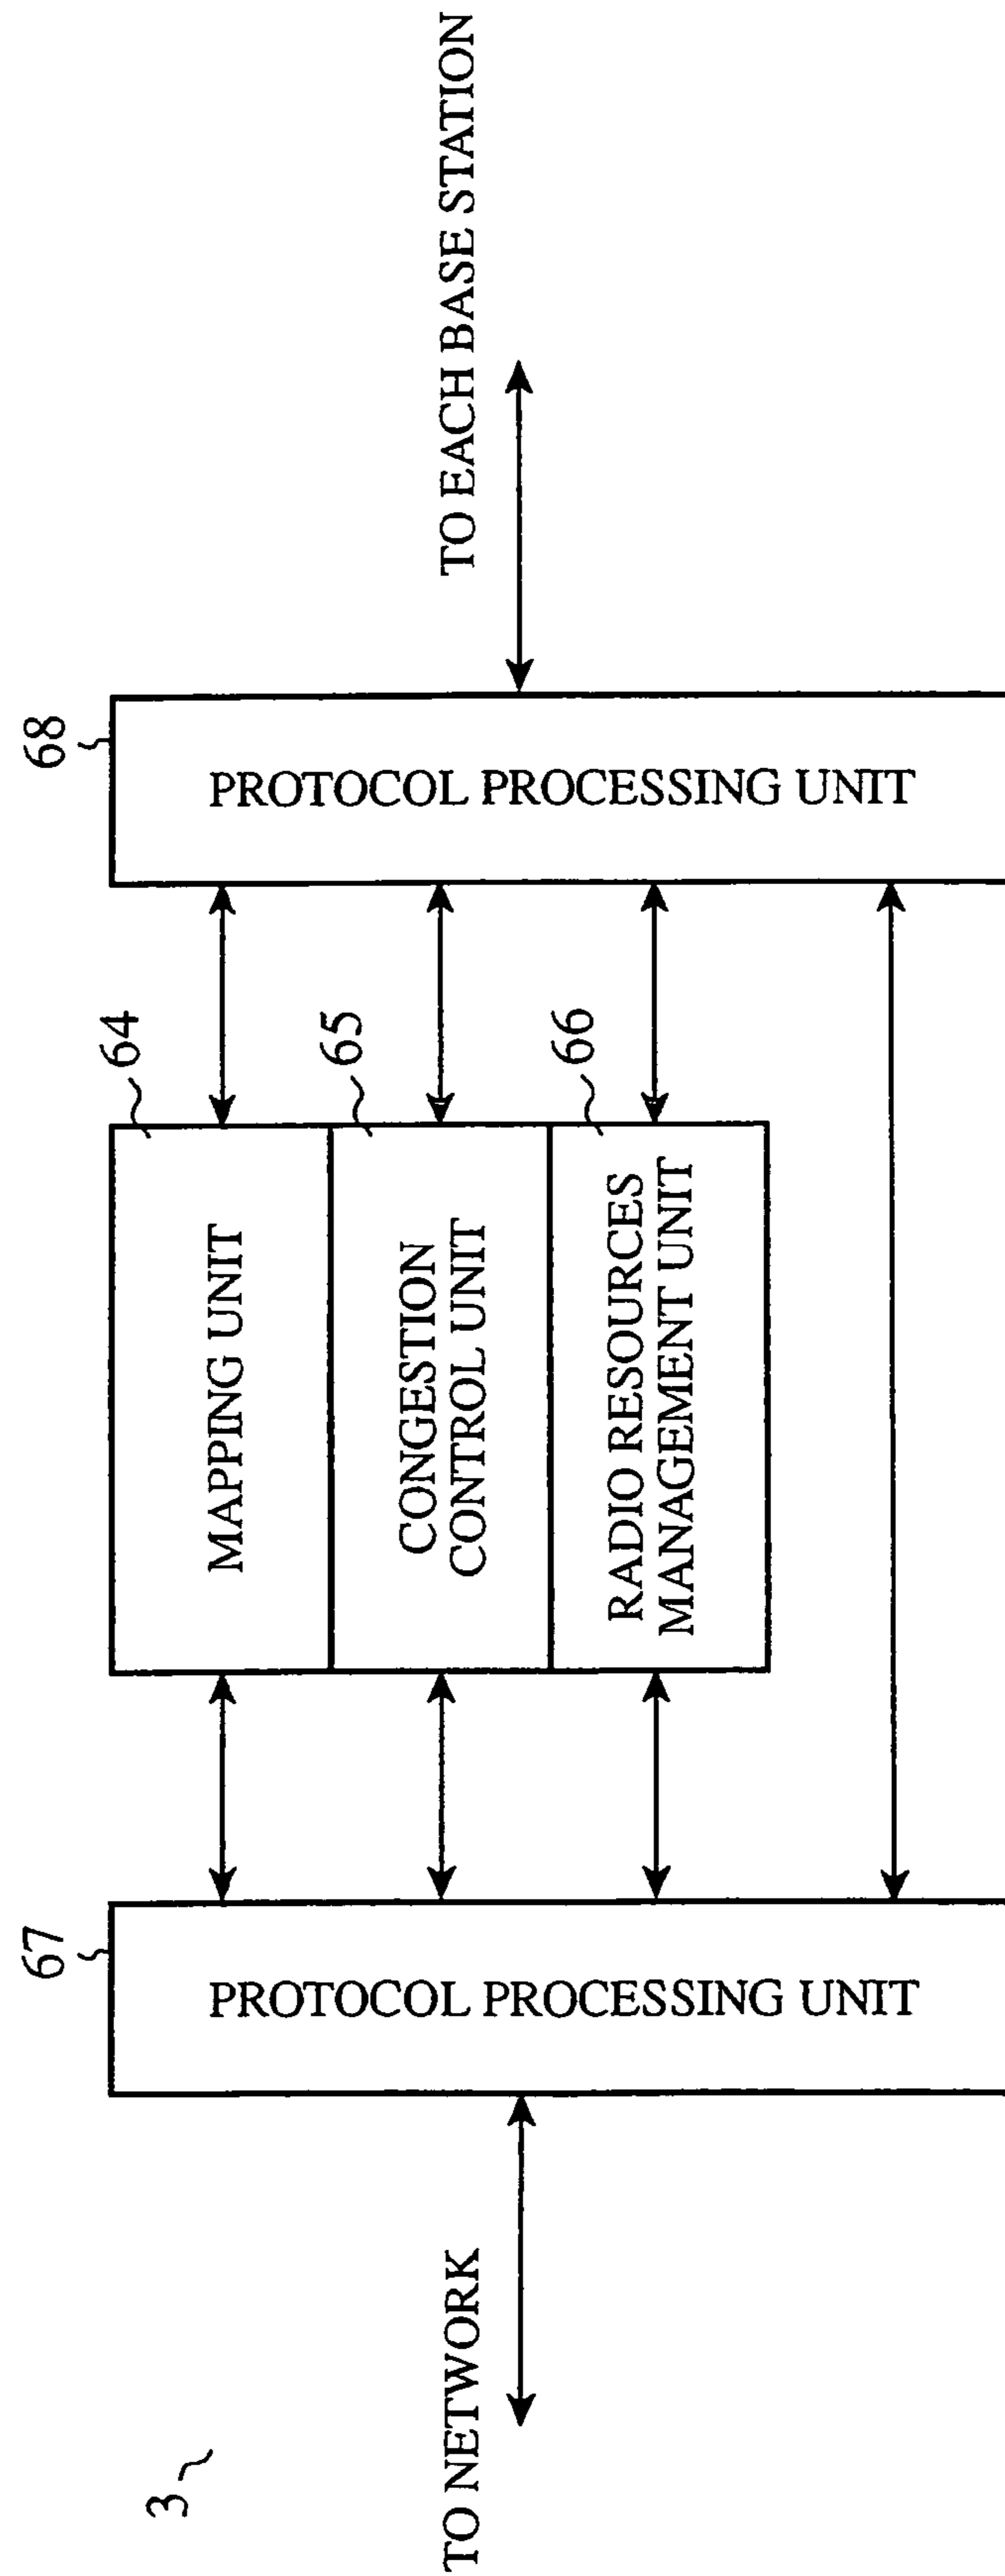 3
TO NETWORK
67
PROTOCOL PROCESSING UNIT
64
MAPPING UNIT
65
CONGESTION
CONTROL UNIT
66
RADIO RESOURCES
MANAGEMENT UNIT
68
PROTOCOL PROCESSING UNIT
TO EACH BASE STATION